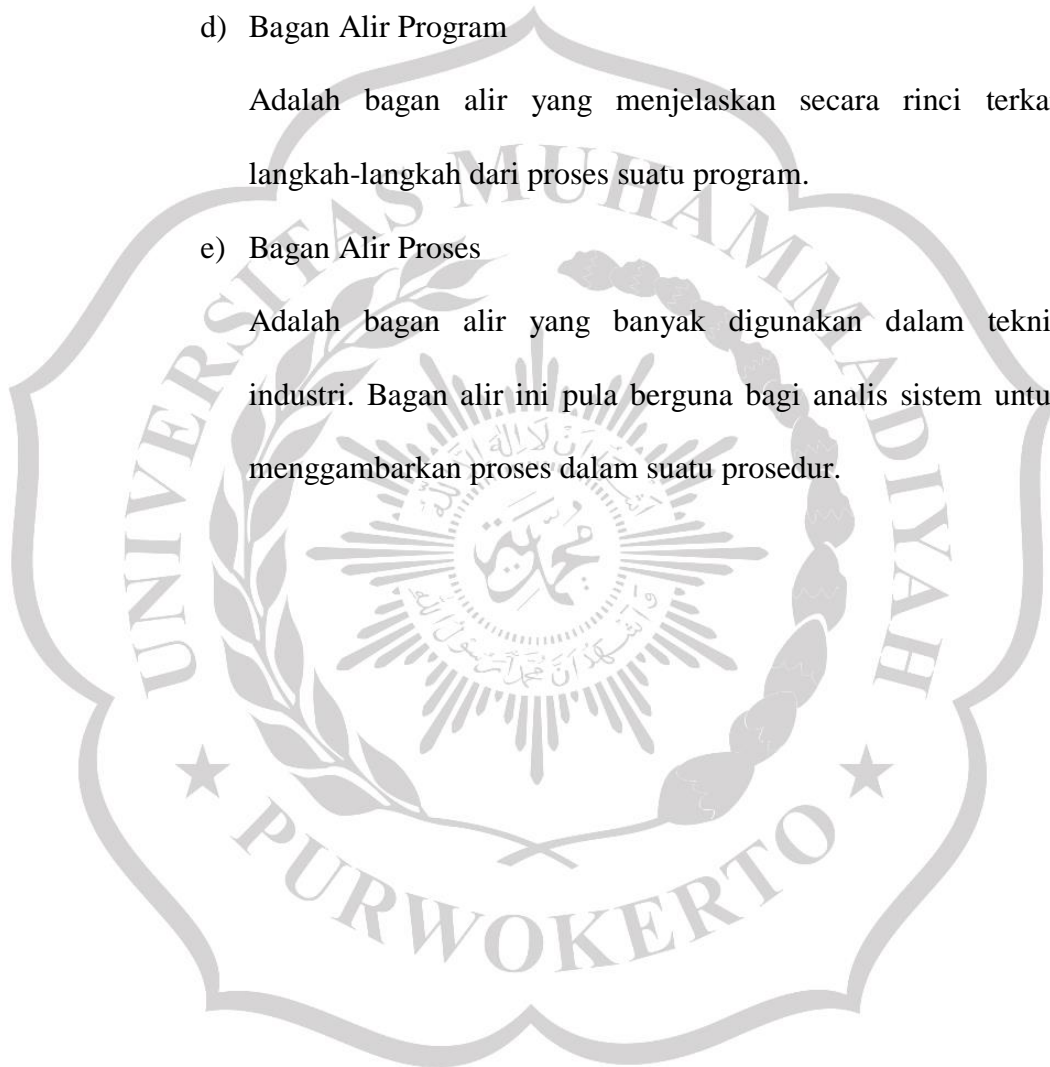 d) Bagan Alir Program
Adalah bagan alir yang menjelaskan secara rinci terka
langkah-langkah dari proses suatu program.
e) Bagan Alir Proses
Adalah bagan alir yang banyak digunakan dalam tekni
industri. Bagan alir ini pula berguna bagi analis sistem untu
menggambarkan proses dalam suatu prosedur.
UNIVERSITAS MUHAMMADIYAH
PURWOKERTO